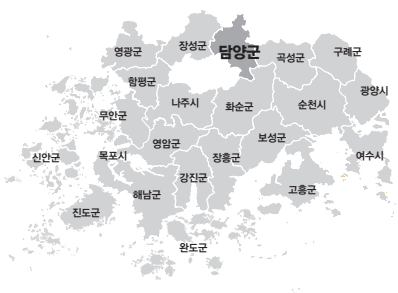 장성군
담양군
영광군
곡성군
구례군
함평군
광양시
나주시
화순군
순천시
무안군
보성군
영암군
신안군
목포시
장흥군
여수시
강진군
고흥군
해남군
진도군
완도군